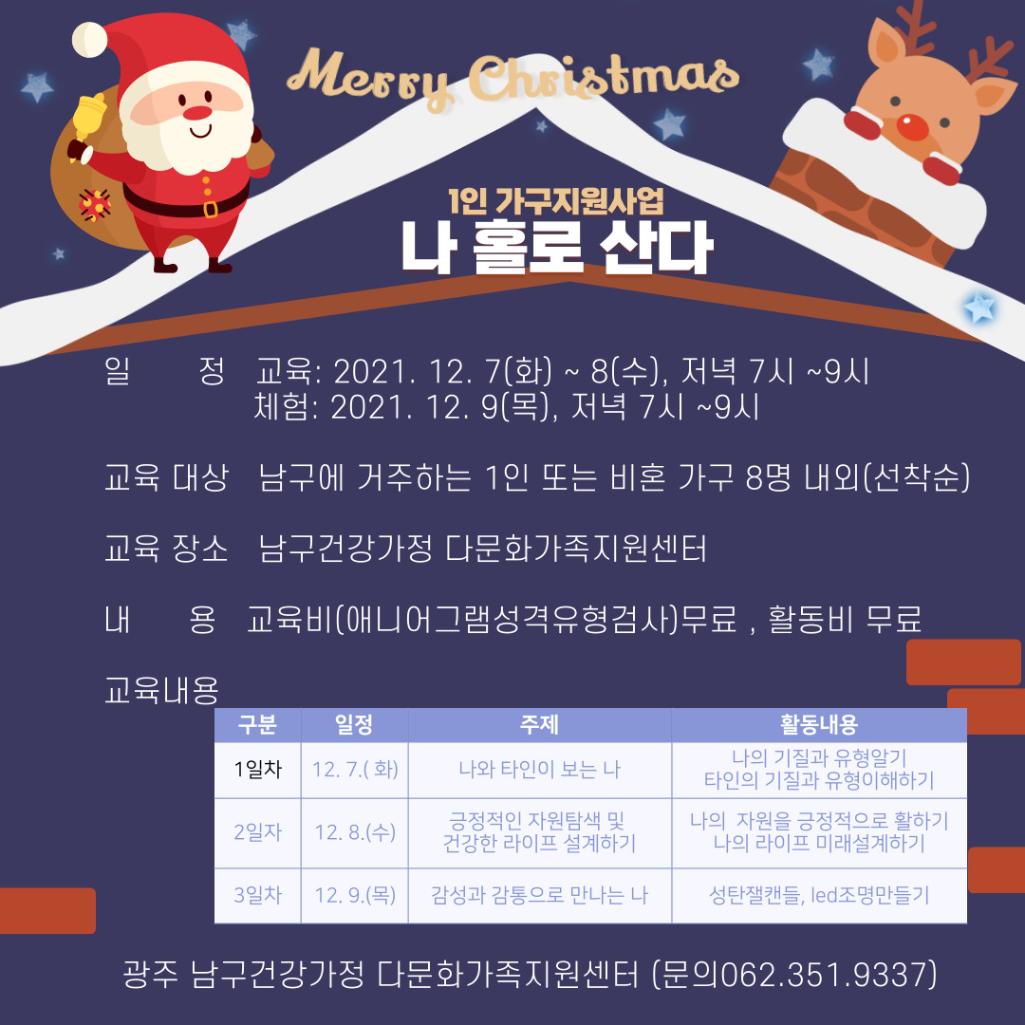 Merry Christmas
1인 가구지원사업
나 홀로 산다
일 정 교육: 2021. 12. 7(화) ~ 8(수), 저녁 7시 ~9시
체험: 2021. 12. 9(목), 저녁 7시 ~9시
교육 대상 남구에 거주하는 1인 또는 비혼 가구 8명 내외(선착순)
교육 장소 남구건강가정 다문화가족지원센터
내 용 교육비(애니어그램성격유형검사)무료 , 활동비 무료
교육내용
구분 일정 주제 활동내용
1일차 12. 7.( 화) 나와 타인이 보는 나 나의 기질과 유형알기
타인의 기질과 유형이해하기
2일자 12. 8.(수) 긍정적인 자원탐색 및 나의 자원을 긍정적으로 활하기
건강한 라이프 설계하기 나의 라이프 미래설계하기
3일차 12. 9.(목) 감성과 감통으로 만나는 나 성탄잴캔들, led조명만들기
광주 남구건강가정 다문화가족지원센터 (문의062.351.9337)